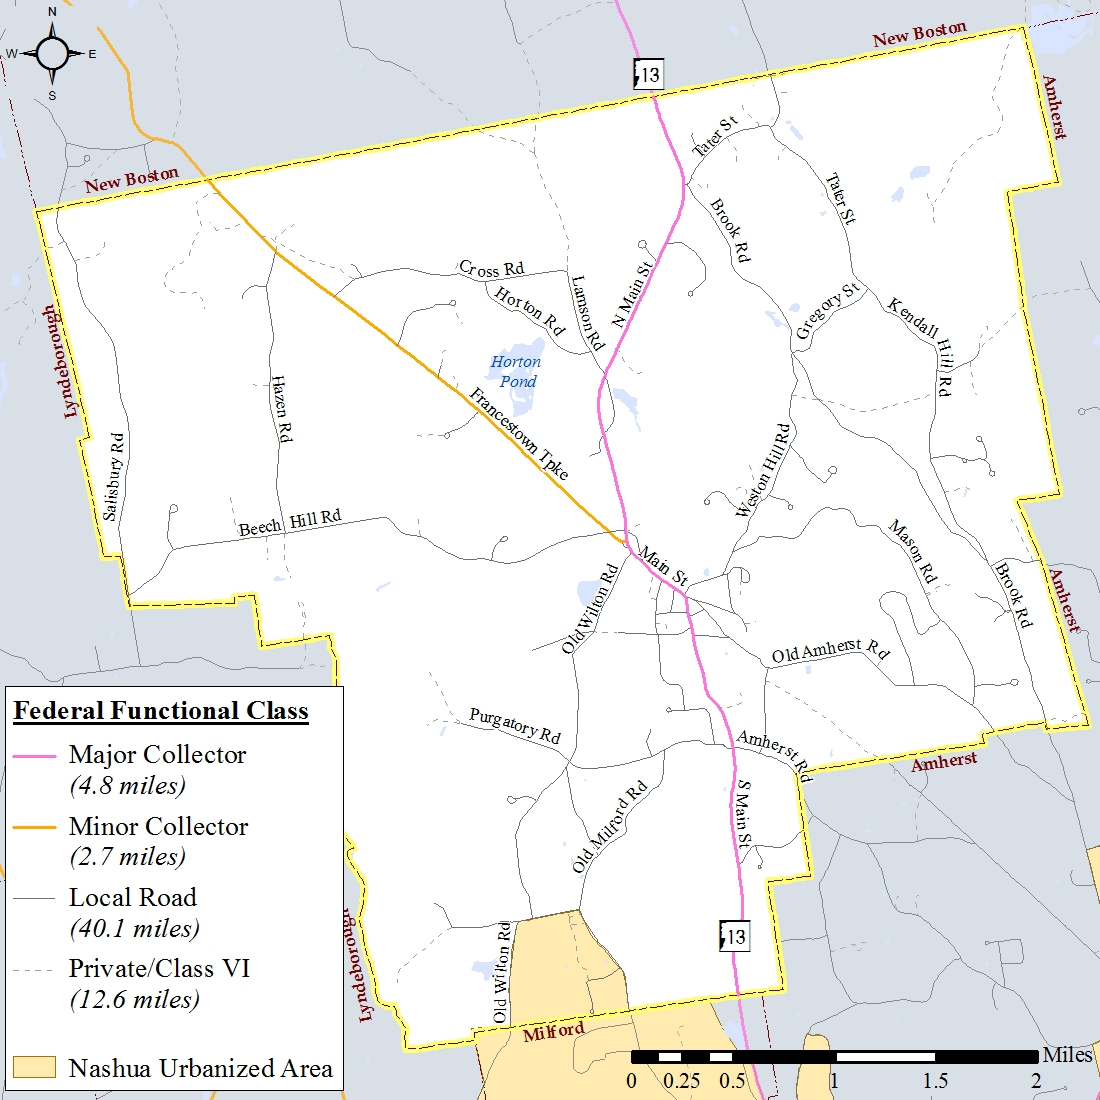 N
W E
S
13
New Boston
Amherst
New Boston
Tater St
Tater St
Brook Rd
Cross Rd
Horton Rd
Lamson Rd
N Main St
Gregory St
Kendall Hill Rd
Lyndeborough
Horton
Pond
Hazen Rd
Francestown Tpke
Salisbury Rd
Weston Hill Rd
Beech Hill Rd
Mason Rd
Main St
Old Wilton Rd
Brook Rd
Amherst
Old Amherst Rd
Purgatory Rd
Amherst Rd
Amherst
S Main St
Old Milford Rd
Lyndeborough
Old Wilton Rd
13
Milford
Federal Functional Class
Major Collector
(4.8 miles)
Minor Collector
(2.7 miles)
Local Road
(40.1 miles)
Private/Class VI
(12.6 miles)
Nashua Urbanized Area
Miles
0 0.25 0.5 1 1.5 2